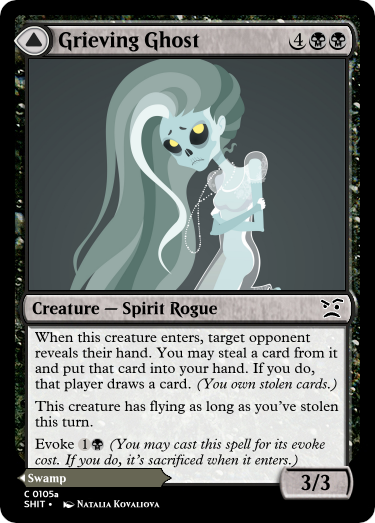 Grieving Ghost 4
Creature — Spirit Rogue
When this creature enters, target opponent
reveals their hand. You may steal a card from it
and put that card into your hand. If you do,
that player draws a card. (You own stolen cards.)
This creature has flying as long as you've stolen
this turn.
Evoke 1 (You may cast this spell for its evoke
cost. If you do, it's sacrificed when it enters.)
Swamp
3/3
C 0105a
SHIT • Natalia Kovaliova